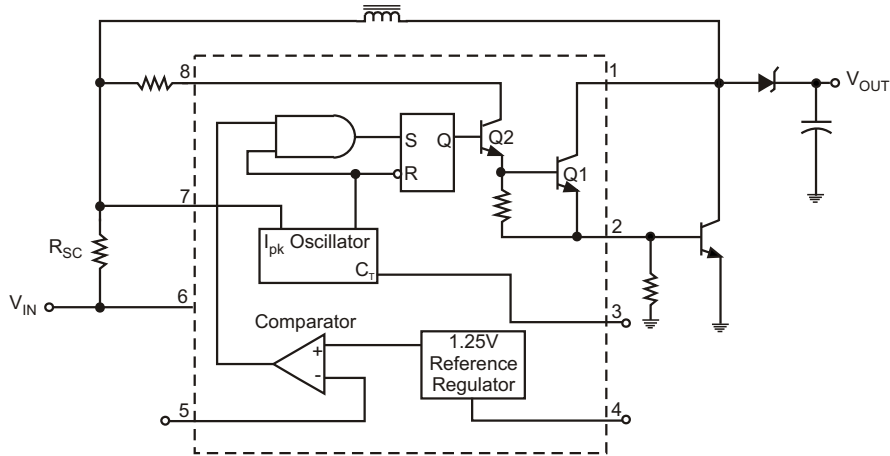 8
1
V_OUT
S
Q
Q2
R
Q1
7
2
R_SC
I_pk Oscillator
C_T
V_IN
6
3
Comparator
+
-
1.25V
Reference
Regulator
5
4